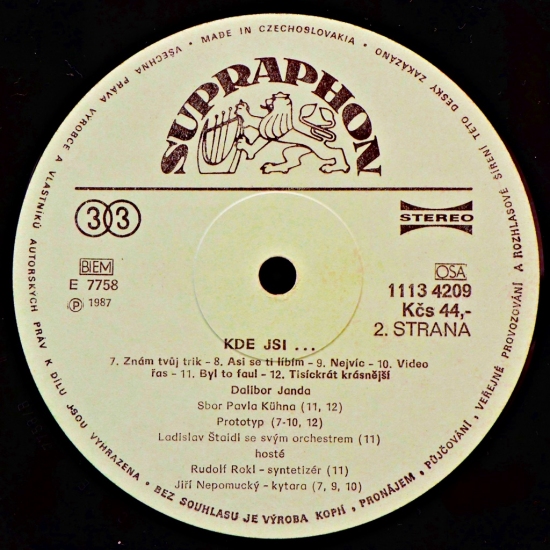 VŠECHNA PRÁVA VÝROBCE A VLASTNÍKŮ AUTORSKÝCH PRÁV K DÍLU JSOU VYHRAZENA • BEZ SOUHLASU JE VÝROBA KOPIÍ, PRONÁJEM, PŮJČOVÁNÍ, VEŘEJNÉ PROVOZOVÁNÍ A ROZHLASOVÉ ŠÍŘENÍ TÉTO DESKY ZAKÁZÁNO • MADE IN CZECHOSLOVAKIA •
SUPRAPHON
33
STEREO
BIEM
E 7758
Ⓟ 1987
OSA
1113 4209
Kčs 44,-
2. STRANA
KDE JSI ...
7. Znám tvůj trik - 8. Asi se ti líbím - 9. Nejvíc - 10. Video
řas - 11. Byl to faul - 12. Tisíckrát krásnější
Dalibor Janda
Sbor Pavla Kühna (11, 12)
Prototyp (7-10, 12)
Ladislav Štaidl se svým orchestrem (11)
hosté
Rudolf Rokl - syntetizér (11)
Jiří Nepomucký - kytara (7, 9, 10)